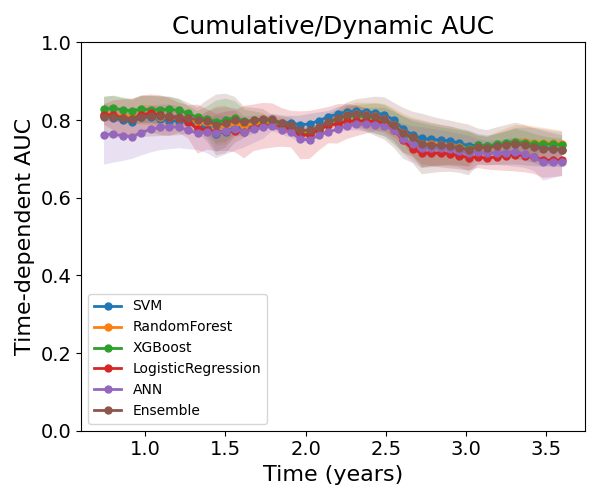 Cumulative/Dynamic AUC
Time-dependent AUC
1.0
0.8
0.6
0.4
0.2
0.0
SVM
RandomForest
XGBoost
LogisticRegression
ANN
Ensemble
1.0 1.5 2.0 2.5 3.0 3.5
Time (years)